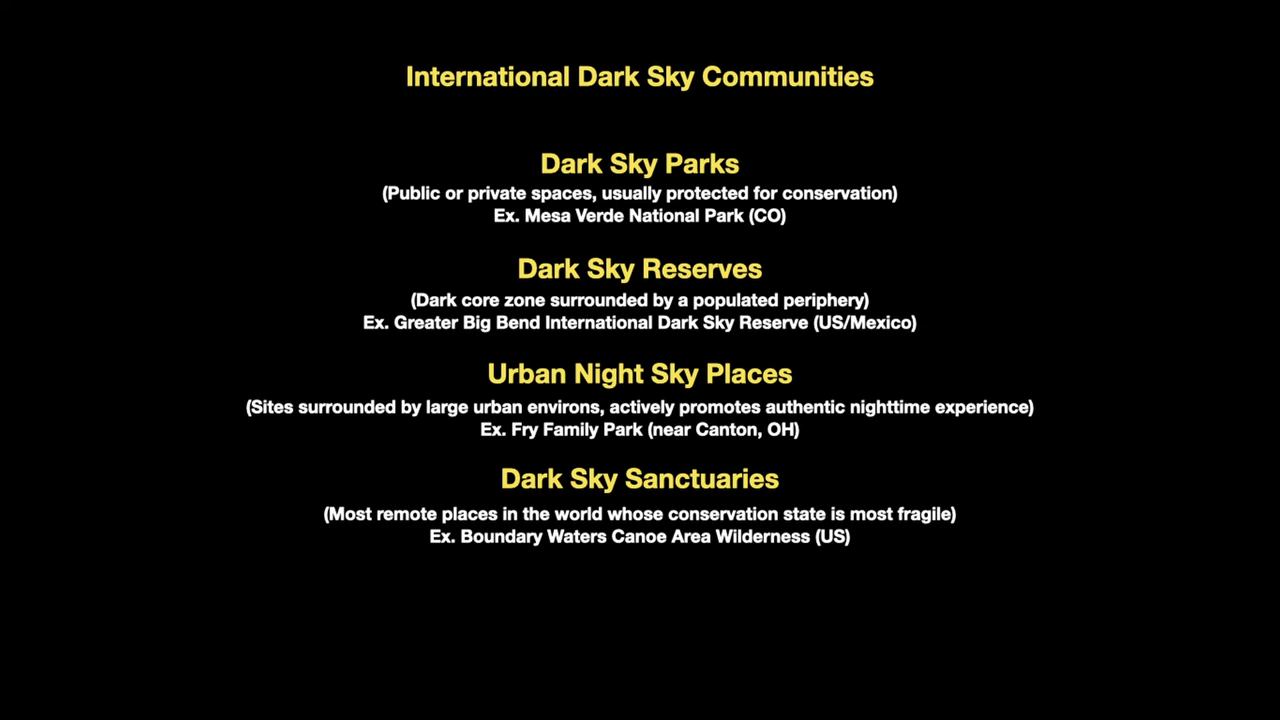 International Dark Sky Communities
Dark Sky Parks
(Public or private spaces, usually protected for conservation)
Ex. Mesa Verde National Park (CO)
Dark Sky Reserves
(Dark core zone surrounded by a populated periphery)
Ex. Greater Big Bend International Dark Sky Reserve (US/Mexico)
Urban Night Sky Places
(Sites surrounded by large urban environs, actively promotes authentic nighttime experience)
Ex. Fry Family Park (near Canton, OH)
Dark Sky Sanctuaries
(Most remote places in the world whose conservation state is most fragile)
Ex. Boundary Waters Canoe Area Wilderness (US)